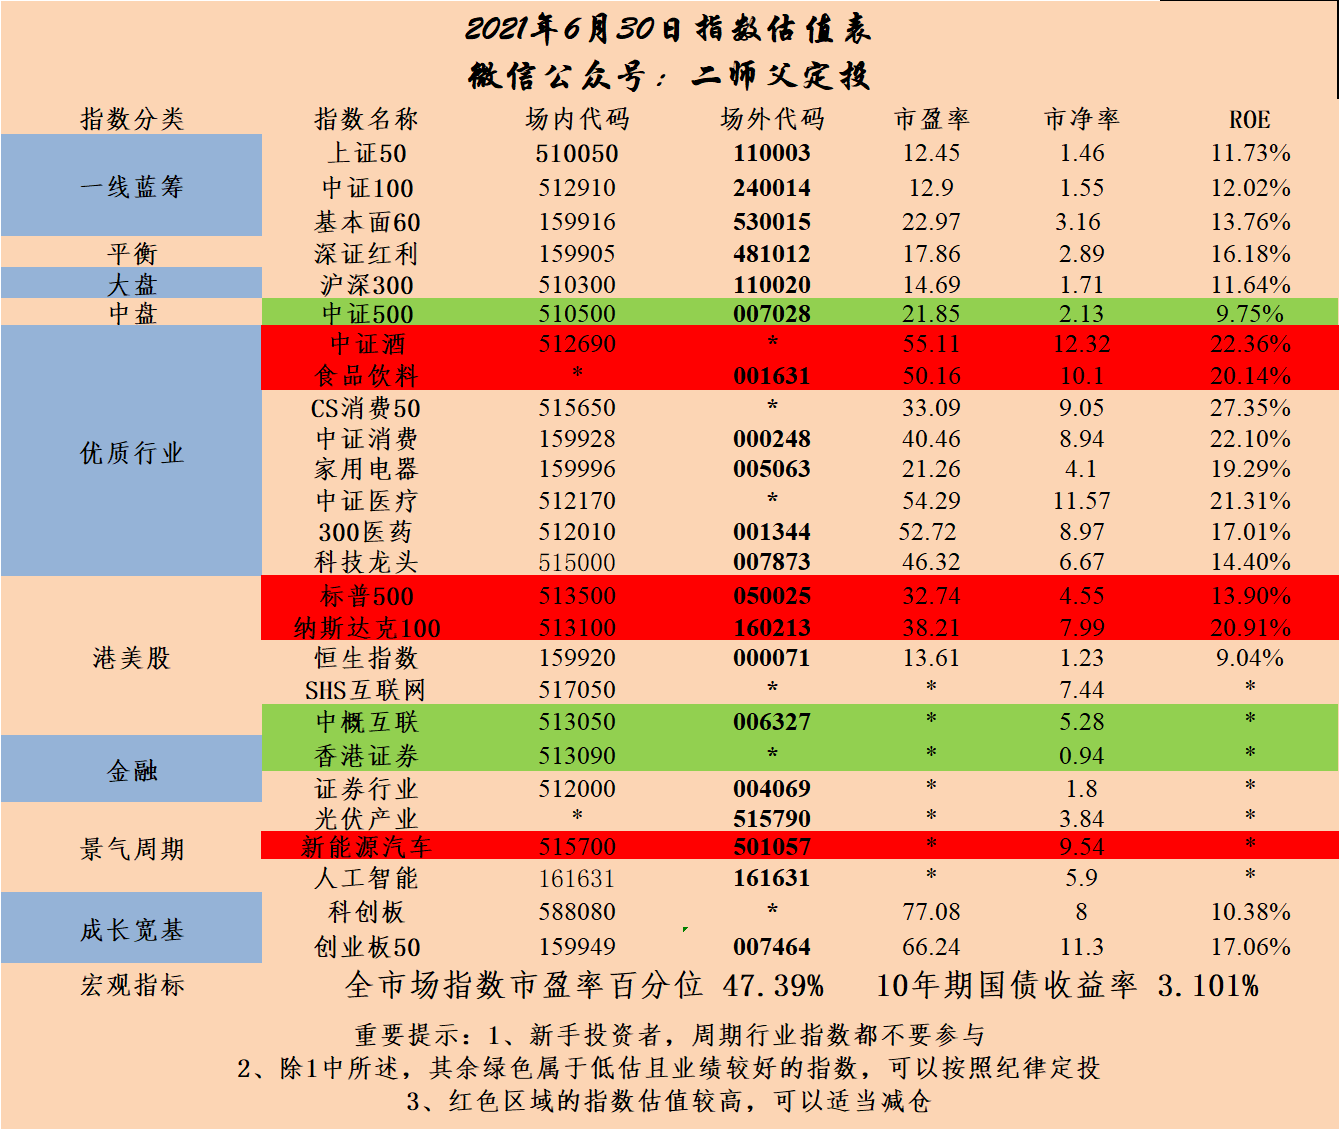 2021年6月30日指数估值表
微信公众号：二师父定投
指数分类 指数名称 场内代码 场外代码 市盈率 市净率 ROE
一线蓝筹 上证50 510050 110003 12.45 1.46 11.73%
中证100 512910 240014 12.9 1.55 12.02%
基本面60 159916 530015 22.97 3.16 13.76%
平衡 深证红利 159905 481012 17.86 2.89 16.18%
大盘 沪深300 510300 110020 14.69 1.71 11.64%
中盘 中证500 510500 007028 21.85 2.13 9.75%
优质行业 中证酒 512690 * 55.11 12.32 22.36%
食品饮料 * 001631 50.16 10.1 20.14%
CS消费50 515650 * 33.09 9.05 27.35%
中证消费 159928 000248 40.46 8.94 22.10%
家用电器 159996 005063 21.26 4.1 19.29%
中证医疗 512170 * 54.29 11.57 21.31%
300医药 512010 001344 52.72 8.97 17.01%
科技龙头 515000 007873 46.32 6.67 14.40%
港美股 标普500 513500 050025 32.74 4.55 13.90%
纳斯达克100 513100 160213 38.21 7.99 20.91%
恒生指数 159920 000071 13.61 1.23 9.04%
SHS互联网 517050 * * 7.44 *
中概互联 513050 006327 * 5.28 *
金融 香港证券 513090 * * 0.94 *
证券行业 512000 004069 * 1.8 *
景气周期 光伏产业 * 515790 * 3.84 *
新能源汽车 515700 501057 * 9.54 *
人工智能 161631 161631 * 5.9 *
成长宽基 科创板 588080 * 77.08 8 10.38%
创业板50 159949 007464 66.24 11.3 17.06%
宏观指标 全市场指数市盈率百分位 47.39% 10年期国债收益率 3.101%
重要提示：1、新手投资者，周期行业指数都不要参与
2、除1中所述，其余绿色属于低估且业绩较好的指数，可以按照纪律定投
3、红色区域的指数估值较高，可以适当减仓